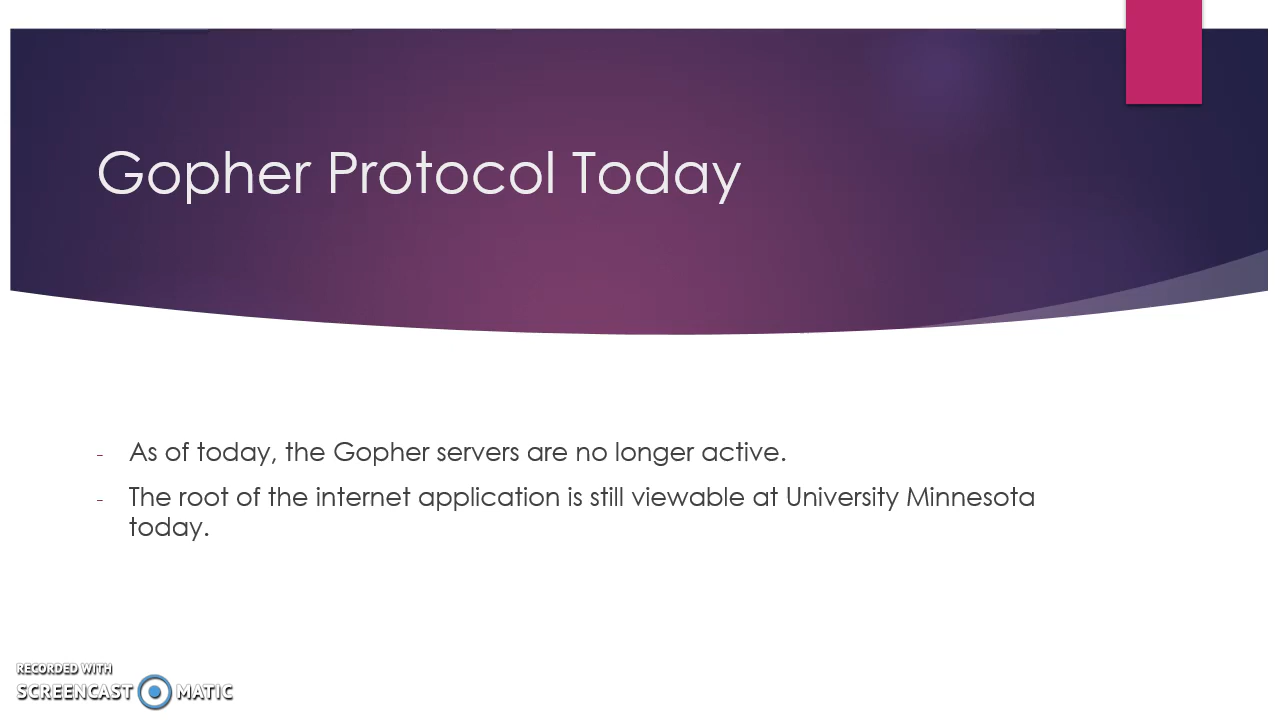 Gopher Protocol Today
- As of today, the Gopher servers are no longer active.
- The root of the internet application is still viewable at University Minnesota
today.
RECORDED WITH
SCREENCAST MATIC